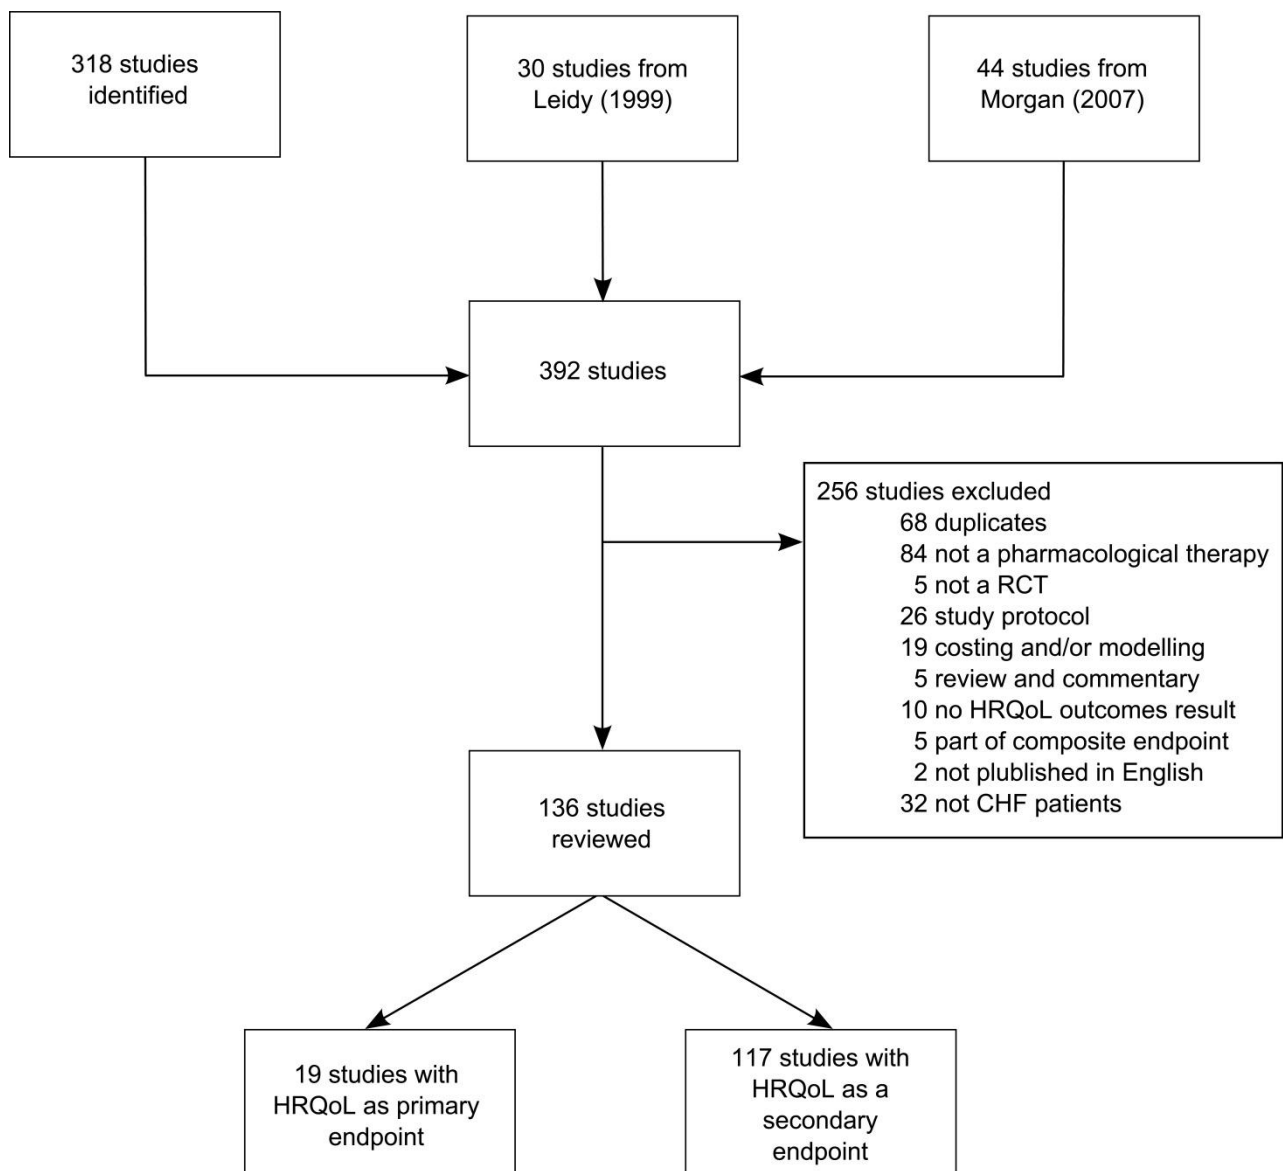 318 studies
identified
30 studies from
Leidy (1999)
44 studies from
Morgan (2007)
392 studies
256 studies excluded
68 duplicates
84 not a pharmacological therapy
5 not a RCT
26 study protocol
19 costing and/or modelling
5 review and commentary
10 no HRQoL outcomes result
5 part of composite endpoint
2 not plublished in English
32 not CHF patients
136 studies
reviewed
19 studies with
HRQoL as primary
endpoint
117 studies with
HRQoL as a
secondary
endpoint